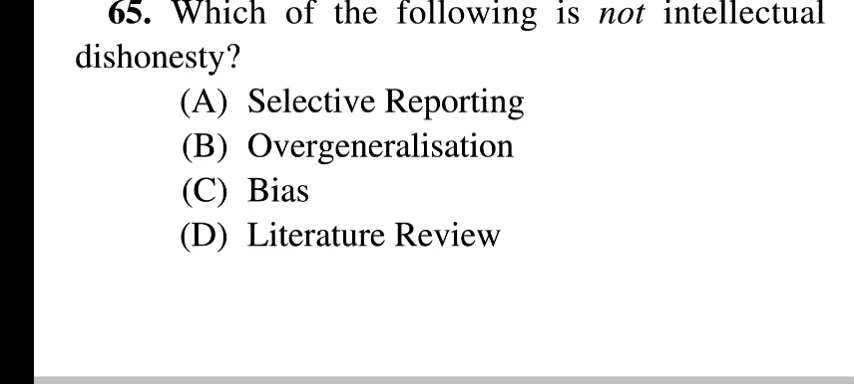 65. Which of the following is not intellectual
dishonesty?
(A) Selective Reporting
(B) Overgeneralisation
(C) Bias
(D) Literature Review